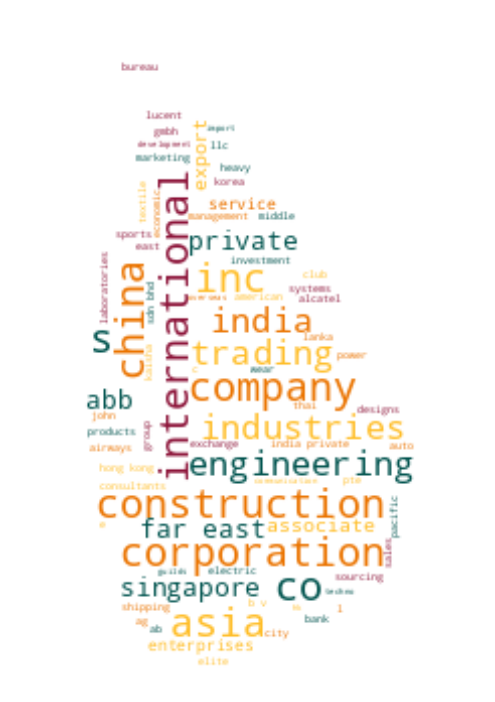 bureau
lucent
gmbh
import
development
llc
marketing
export
heavy
korea
textile
economic
international
service
management
middle
sports
east
private
laboratories
investment
china
inc
club
sdn bhd
systems
american
alcatel
s
india
lanka
trading
power
kaisha
c
wear
company
abb
thai
designs
john
industries
products
group
exchange
india private
auto
airways
engineering
hong kong
consultants
communications
pte
construction
pacific
e
far east
associate
corporation
sales
guilds
electric
sourcing
singapore
co
techno
shipping
b v
m
l
ag
asia
bank
ab
city
enterprises
elite